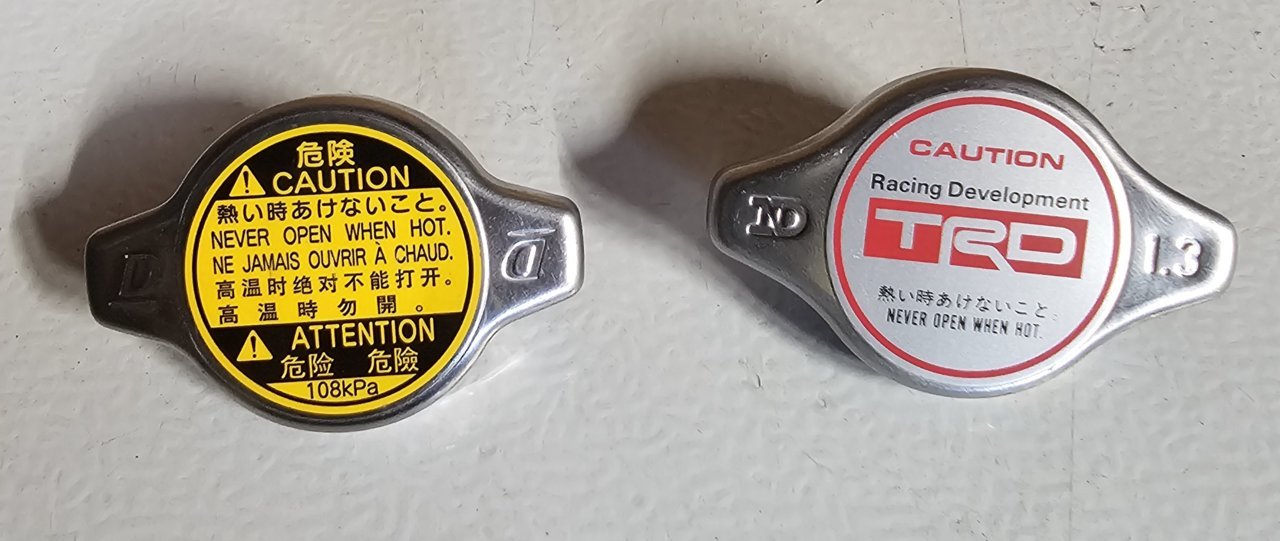 危険
CAUTION
熱い時あけないこと。
NEVER OPEN WHEN HOT.
NE JAMAIS OUVRIR À CHAUD.
高温时绝对不能打开。
高温時勿開。
ATTENTION
危险 危險
108kPa
D
D
CAUTION
Racing Development
TRD
熱い時あけないこと。
NEVER OPEN WHEN HOT.
ND
1.3